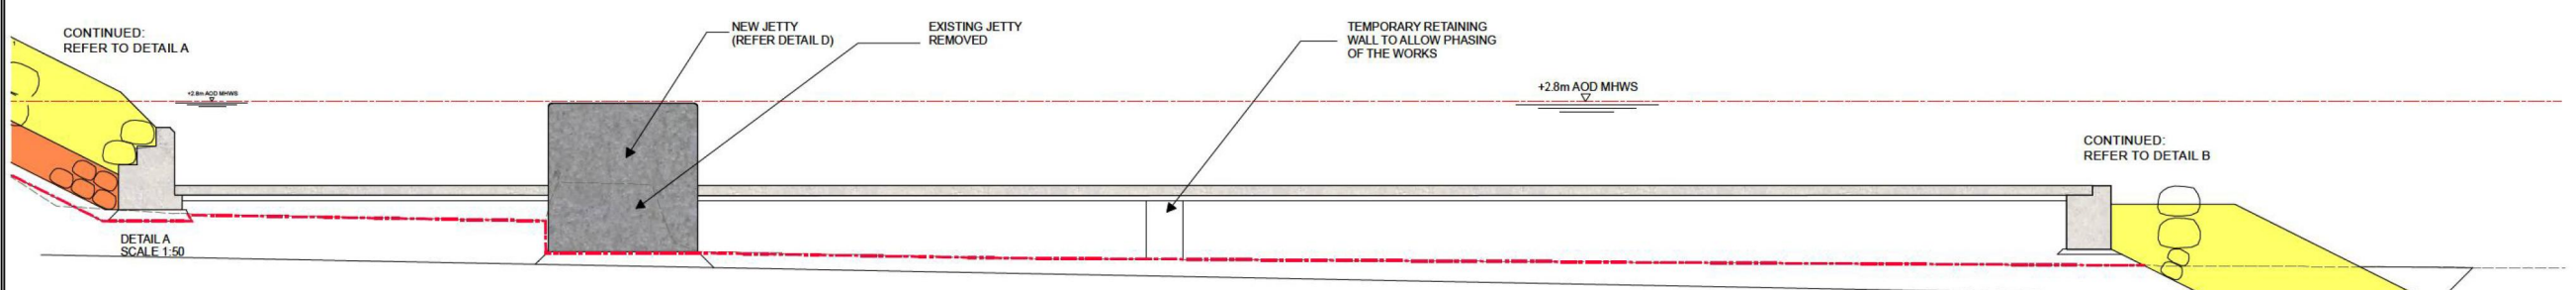 CONTINUED:
REFER TO DETAIL A
+2.8m AOD MHWS
NEW JETTY
(REFER DETAIL D)
EXISTING JETTY
REMOVED
TEMPORARY RETAINING
WALL TO ALLOW PHASING
OF THE WORKS
+2.8m AOD MHWS
CONTINUED:
REFER TO DETAIL B
DETAIL A
SCALE 1:50